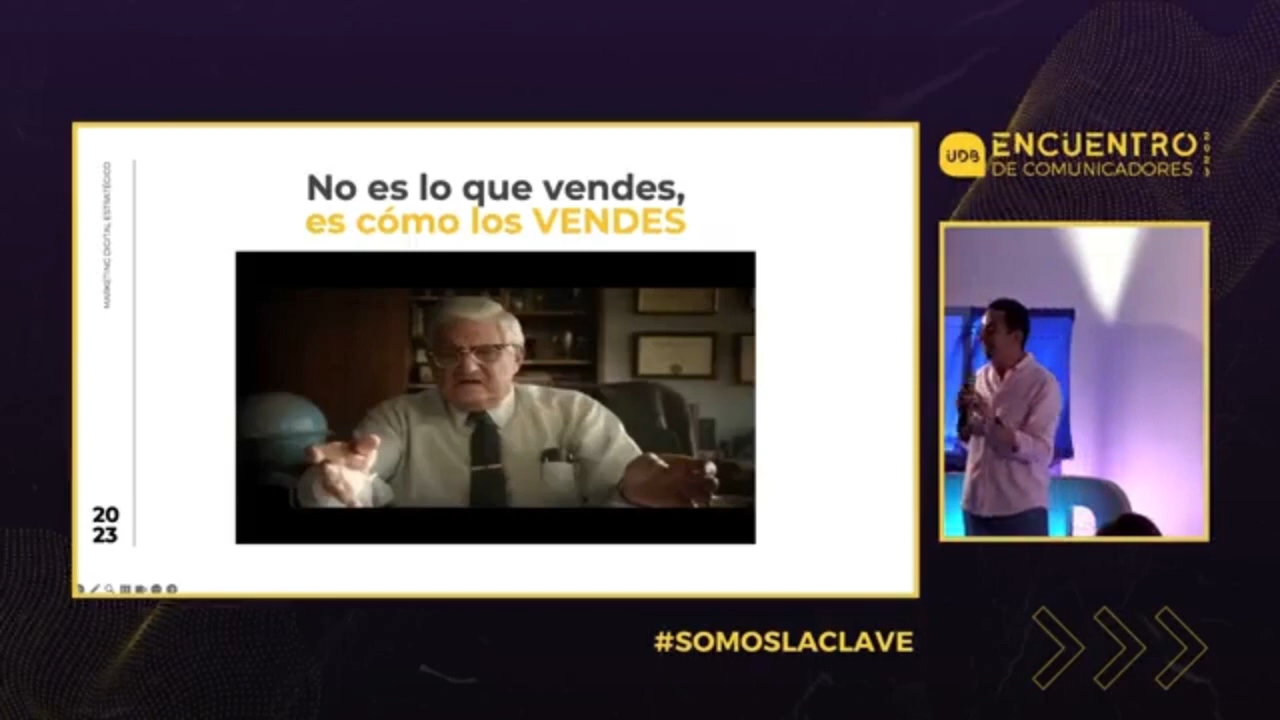 MARKETING DIGITAL ESTRATÉGICO
No es lo que vendes,
es cómo los VENDES
20
23
UDB
ENCUENTRO
DE COMUNICADORES
2023
#SOMOSLACLAVE